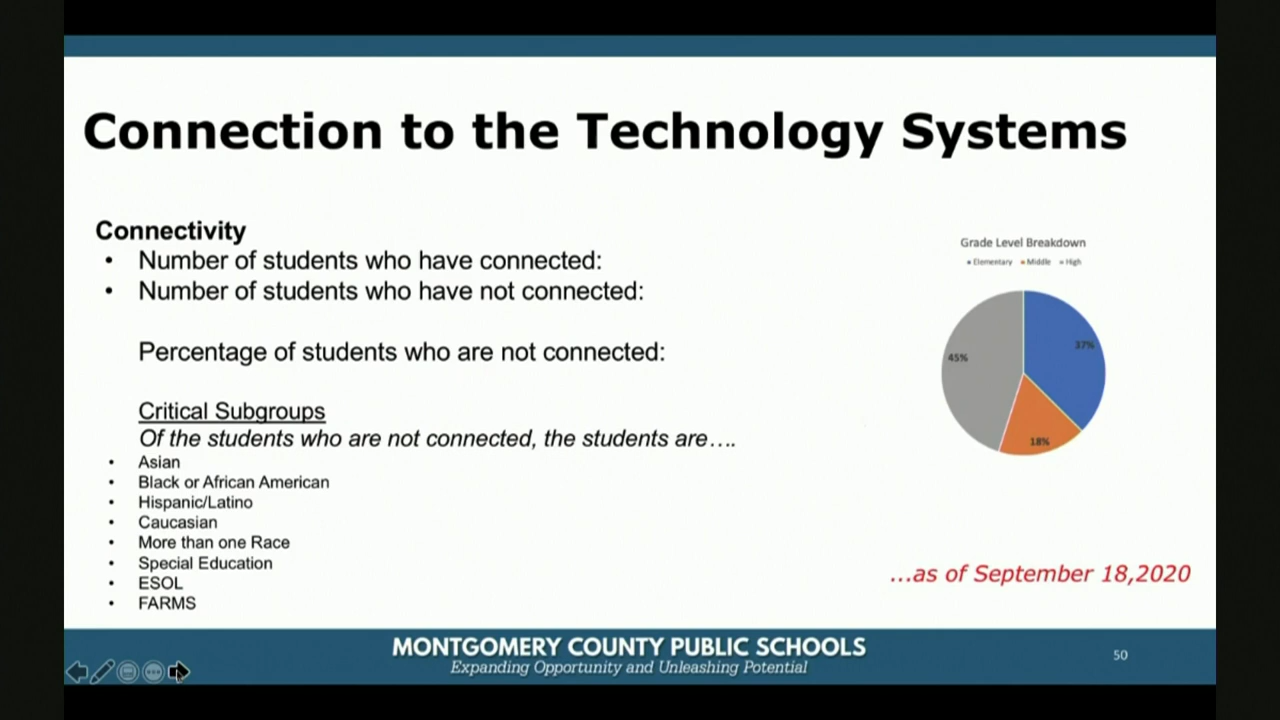 Connection to the Technology Systems
Connectivity
• Number of students who have connected:
• Number of students who have not connected:
Percentage of students who are not connected:
Critical Subgroups
Of the students who are not connected, the students are….
• Asian
• Black or African American
• Hispanic/Latino
• Caucasian
• More than one Race
• Special Education
• ESOL
• FARMS
Grade Level Breakdown
Elementary Middle High
37%
45%
18%
...as of September 18,2020
MONTGOMERY COUNTY PUBLIC SCHOOLS
Expanding Opportunity and Unleashing Potential
50